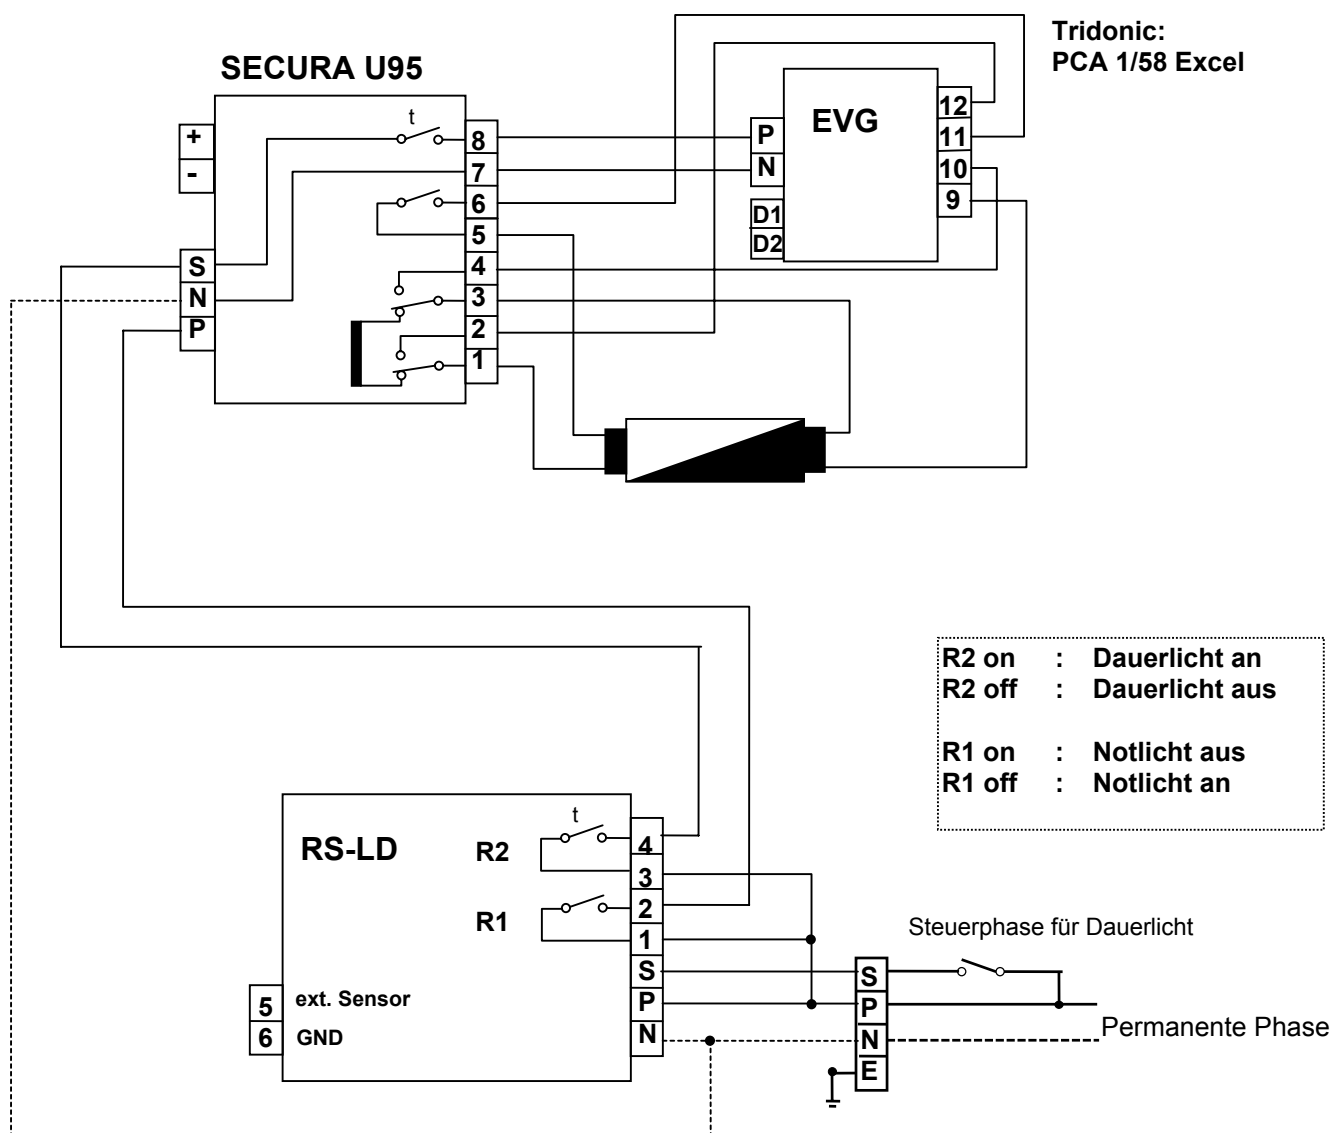 Tridonic:
PCA 1/58 Excel
SECURA U95
t
+
-
S
N
P
8
7
6
5
4
3
2
1
EVG
P
N
D1
D2
12
11
10
9
R2 on : Dauerlicht an
R2 off : Dauerlicht aus
R1 on : Notlicht aus
R1 off : Notlicht an
RS-LD
t
R2
R1
4
3
2
1
S
P
N
5 ext. Sensor
6 GND
Steuerphase für Dauerlicht
S
P
N
E
Permanente Phase